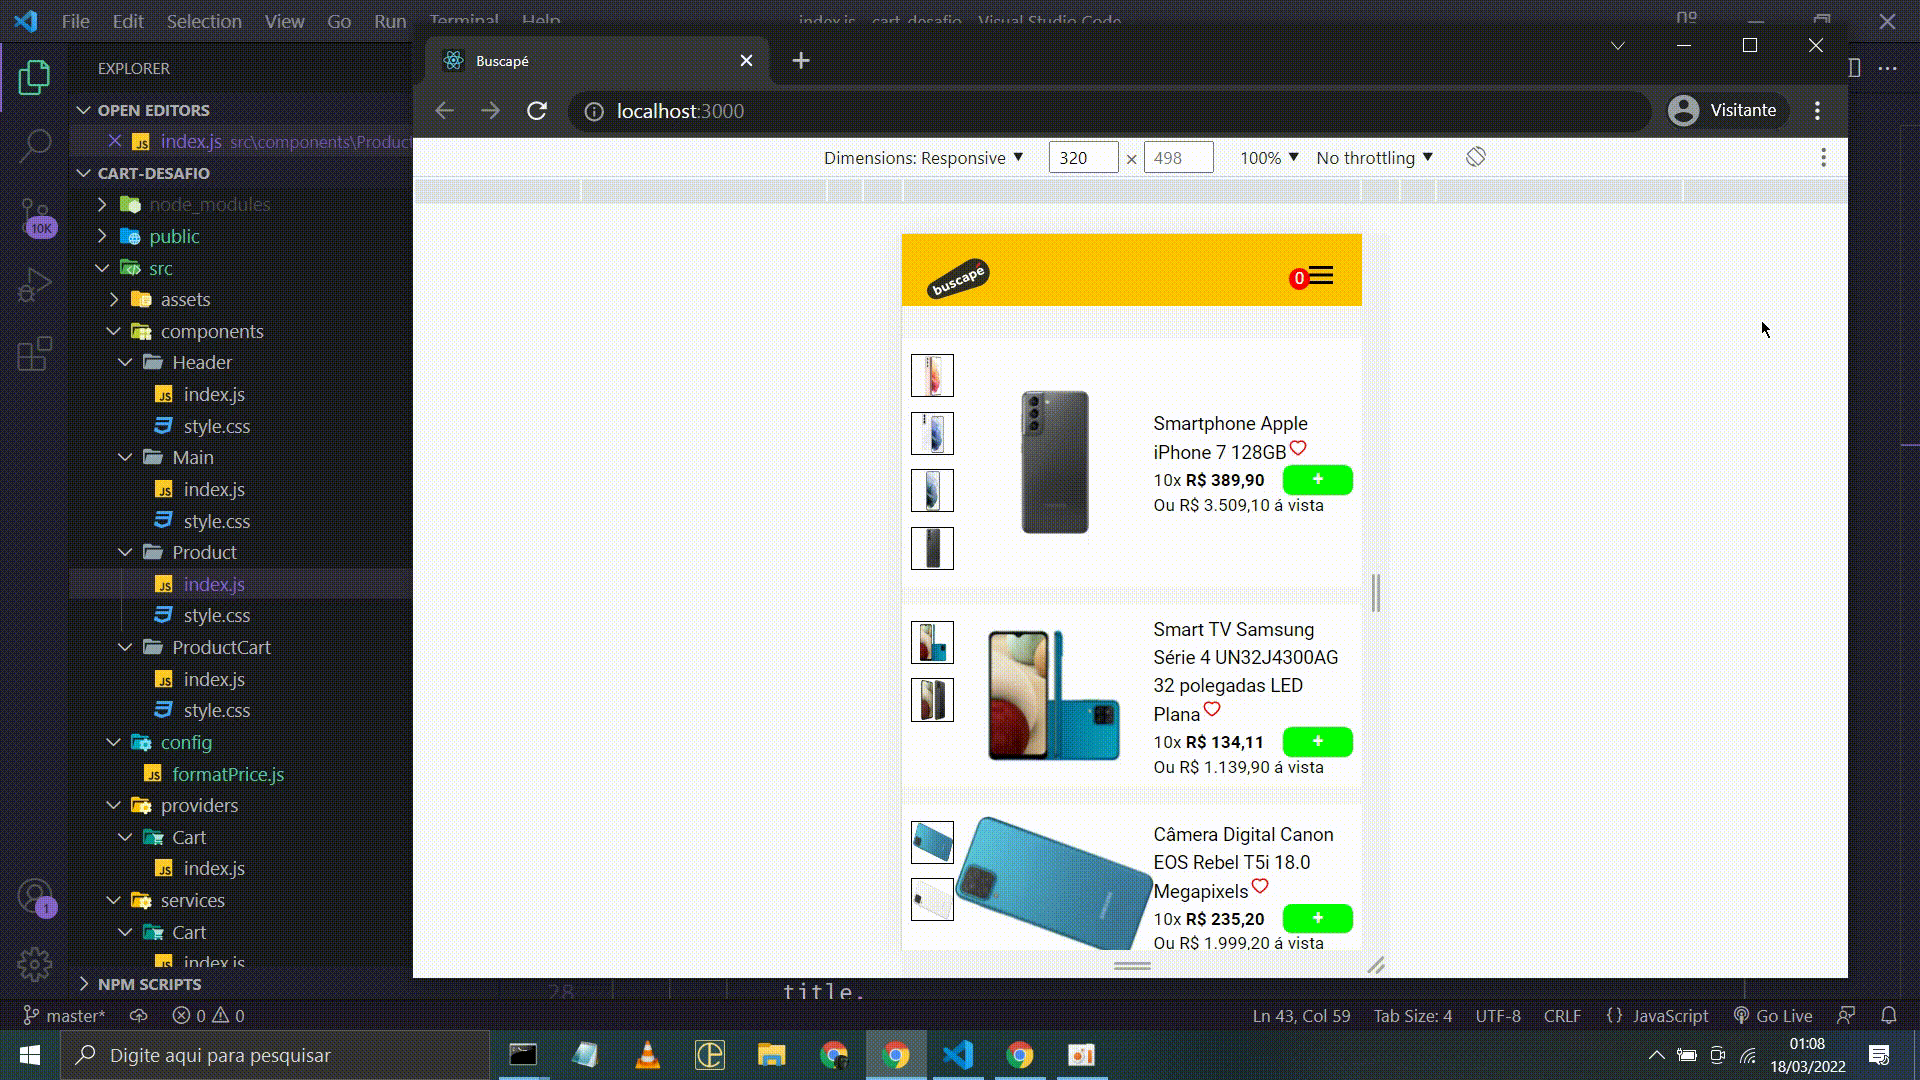 File Edit Selection View Go Run Terminal Help
index.js - cart-desafio - Visual Studio Code
EXPLORER
OPEN EDITORS
index.js src\components\Product
CART-DESAFIO
node_modules
public
src
assets
components
Header
index.js
style.css
Main
index.js
style.css
Product
index.js
style.css
ProductCart
index.js
style.css
config
formatPrice.js
providers
Cart
index.js
services
Cart
index.js
NPM SCRIPTS
10K
1
Buscapé
localhost:3000
Visitante
Dimensions: Responsive
320 × 498
100%
No throttling
buscapé
0
Smartphone Apple
iPhone 7 128GB
10x R$ 389,90
+
Ou R$ 3.509,10 á vista
Smart TV Samsung
Série 4 UN32J4300AG
32 polegadas LED
Plana
10x R$ 134,11
+
Ou R$ 1.139,90 á vista
Câmera Digital Canon
EOS Rebel T5i 18.0
Megapixels
10x R$ 235,20
+
Ou R$ 1.999,20 á vista
28
title.
master*
0 0
Ln 43, Col 59
Tab Size: 4
UTF-8
CRLF
{} JavaScript
Go Live
Digite aqui para pesquisar
01:08
18/03/2022